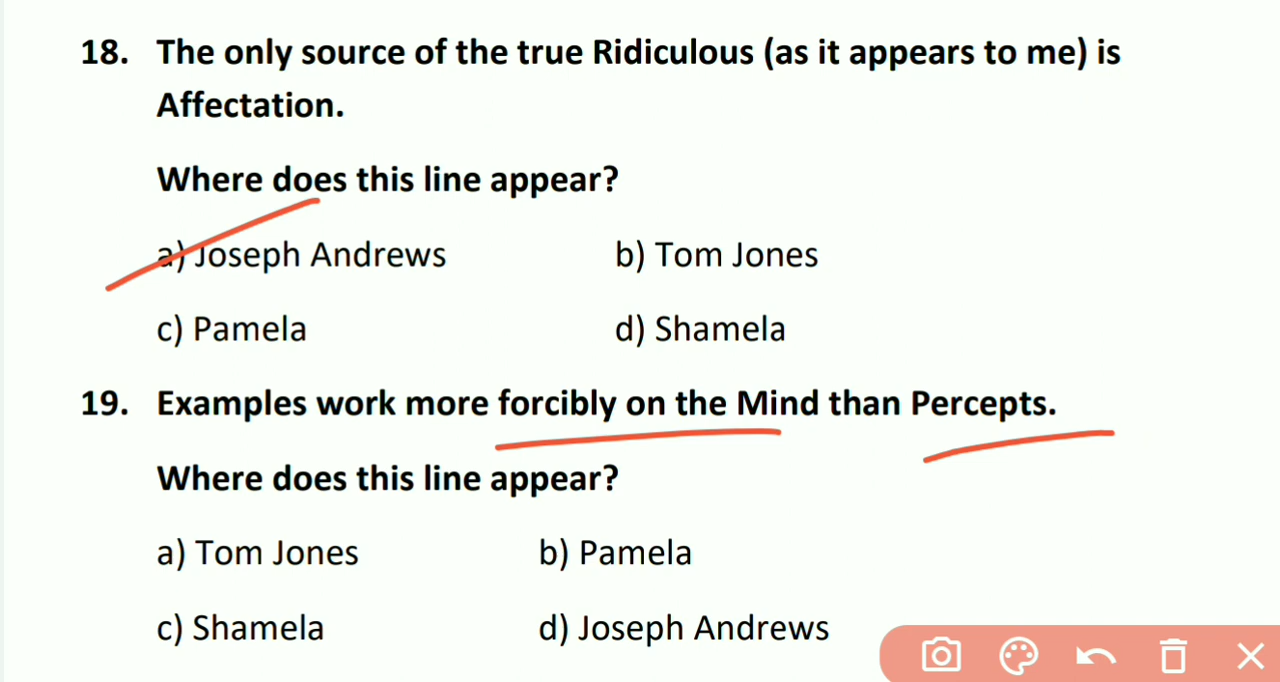 18. The only source of the true Ridiculous (as it appears to me) is
Affectation.
Where does this line appear?
a) Joseph Andrews b) Tom Jones
c) Pamela d) Shamela
19. Examples work more forcibly on the Mind than Percepts.
Where does this line appear?
a) Tom Jones b) Pamela
c) Shamela d) Joseph Andrews